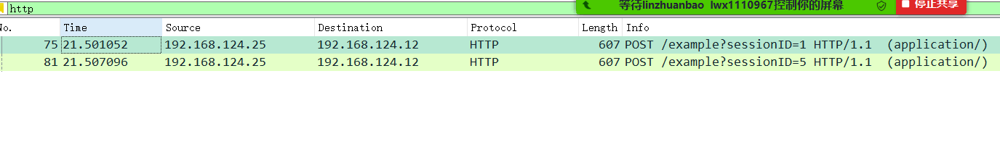 http 等待linzhuanbao lwx1110967控制你的屏幕 停止共享
No. Time Source Destination Protocol Length Info
75 21.501052 192.168.124.25 192.168.124.12 HTTP 607 POST /example?sessionID=1 HTTP/1.1 (application/)
81 21.507096 192.168.124.25 192.168.124.12 HTTP 607 POST /example?sessionID=5 HTTP/1.1 (application/)